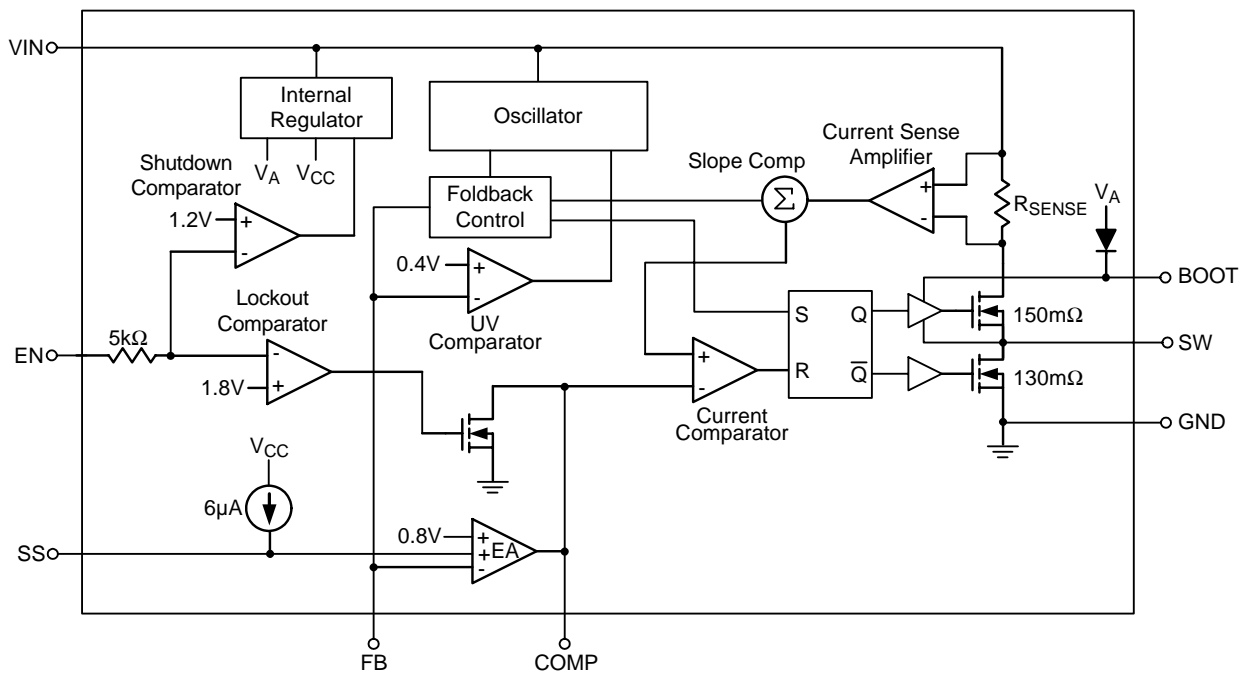 VIN
Internal
Regulator
Oscillator
Current Sense
Amplifier
Slope Comp
Shutdown
Comparator
VA
VCC
Foldback
Control
Σ
+
-
RSENSE
VA
1.2V
+
-
0.4V
+
-
BOOT
Lockout
Comparator
UV
Comparator
S
Q
150mΩ
5kΩ
EN
SW
-
+
1.8V
+
-
R
Q̅
130mΩ
Current
Comparator
GND
VCC
6µA
0.8V
+
+
-
EA
SS
FB
COMP